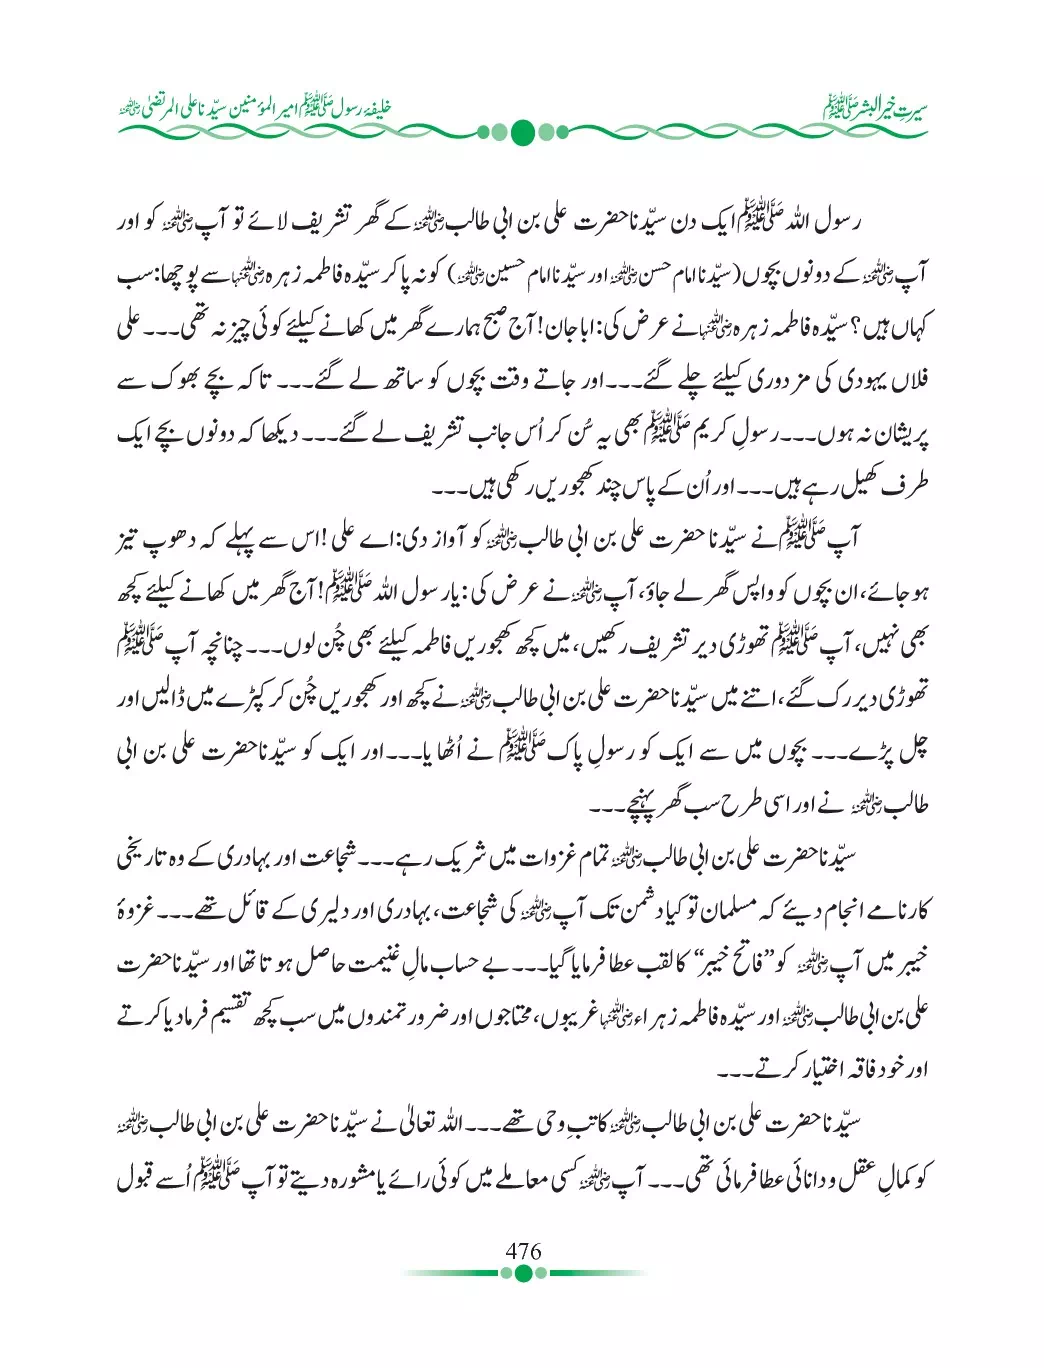 سیرتِ خیر البشر ﷺ
خلیفۂ رسول ﷺ امیر المؤمنین سیّدنا علی المرتضیٰ رضی اللہ عنہ
رسول اللہ ﷺ ایک دن سیّدنا حضرت علی بن ابی طالب رضی اللہ عنہ کے گھر تشریف لائے تو آپ رضی اللہ عنہ کو اور
آپ رضی اللہ عنہ کے دونوں بچوں (سیّدنا امام حسن رضی اللہ عنہ اور سیّدنا امام حسین رضی اللہ عنہ) کو نہ پا کر سیّدہ فاطمہ زہرہ رضی اللہ عنہا سے پوچھا: سب
کہاں ہیں؟ سیّدہ فاطمہ زہرہ رضی اللہ عنہا نے عرض کی: ابا جان! آج صبح ہمارے گھر میں کھانے کیلئے کوئی چیز نہ تھی۔۔۔ علی
فلاں یہودی کی مزدوری کیلئے چلے گئے۔۔۔ اور جاتے وقت بچوں کو ساتھ لے گئے۔۔۔ تاکہ بچے بھوک سے
پریشان نہ ہوں۔۔۔ رسولِ کریم ﷺ بھی یہ سُن کر اُس جانب تشریف لے گئے۔۔۔ دیکھا کہ دونوں بچے ایک
طرف کھیل رہے ہیں۔۔۔ اور اُن کے پاس چند کھجوریں رکھی ہیں۔۔۔
آپ ﷺ نے سیّدنا حضرت علی بن ابی طالب رضی اللہ عنہ کو آواز دی: اے علی! اس سے پہلے کہ دھوپ تیز
ہو جائے، ان بچوں کو واپس گھر لے جاؤ، آپ رضی اللہ عنہ نے عرض کی: یا رسول اللہ ﷺ! آج گھر میں کھانے کیلئے کچھ
بھی نہیں، آپ ﷺ تھوڑی دیر تشریف رکھیں، میں کچھ کھجوریں فاطمہ کیلئے بھی چُن لوں۔۔۔ چنانچہ آپ ﷺ
تھوڑی دیر رک گئے، اتنے میں سیّدنا حضرت علی بن ابی طالب رضی اللہ عنہ نے کچھ اور کھجوریں چُن کر کپڑے میں ڈالیں اور
چل پڑے۔۔۔ بچوں میں سے ایک کو رسولِ پاک ﷺ نے اُٹھایا۔۔۔ اور ایک کو سیّدنا حضرت علی بن ابی
طالب رضی اللہ عنہ نے اور اسی طرح سب گھر پہنچے۔۔۔
سیّدنا حضرت علی بن ابی طالب رضی اللہ عنہ تمام غزوات میں شریک رہے۔۔۔ شجاعت اور بہادری کے وہ تاریخی
کارنامے انجام دیئے کہ مسلمان تو کیا دشمن تک آپ رضی اللہ عنہ کی شجاعت، بہادری اور دلیری کے قائل تھے۔۔۔ غزوۂ
خیبر میں آپ رضی اللہ عنہ کو ”فاتح خیبر“ کا لقب عطا فرمایا گیا۔۔۔ بے حساب مالِ غنیمت حاصل ہوتا تھا اور سیّدنا حضرت
علی بن ابی طالب رضی اللہ عنہ اور سیّدہ فاطمہ زہراء رضی اللہ عنہا غریبوں، محتاجوں اور ضرورتمندوں میں سب کچھ تقسیم فرما دیا کرتے
اور خود فاقہ اختیار کرتے۔۔۔
سیّدنا حضرت علی بن ابی طالب رضی اللہ عنہ کاتبِ وحی تھے۔۔۔ اللہ تعالیٰ نے سیّدنا حضرت علی بن ابی طالب رضی اللہ عنہ
کو کمالِ عقل و دانائی عطا فرمائی تھی۔۔۔ آپ رضی اللہ عنہ کسی معاملے میں کوئی رائے یا مشورہ دیتے تو آپ ﷺ اُسے قبول
476